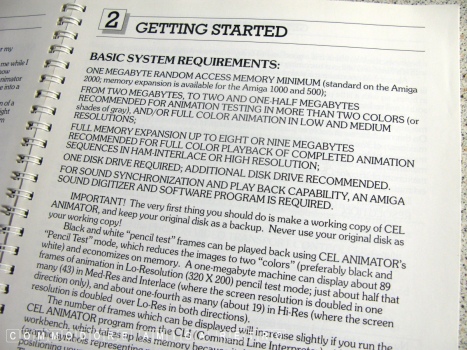 2 GETTING STARTED
BASIC SYSTEM REQUIREMENTS:
ONE MEGABYTE RANDOM ACCESS MEMORY MINIMUM (standard on the Amiga
2000; memory expansion is available for the Amiga 1000 and 500);
FROM TWO MEGABYTES, TO TWO AND ONE-HALF MEGABYTES
RECOMMENDED FOR ANIMATION TESTING IN MORE THAN TWO COLORS (or
shades of gray), AND/OR FULL COLOR ANIMATION IN LOW AND MEDIUM
RESOLUTIONS;
FULL MEMORY EXPANSION UP TO EIGHT OR NINE MEGABYTES
RECOMMENDED FOR FULL COLOR PLAYBACK OF COMPLETED ANIMATION
SEQUENCES IN HAM-INTERLACE OR HIGH RESOLUTION;
ONE DISK DRIVE REQUIRED; ADDITIONAL DISK DRIVE RECOMMENDED.
FOR SOUND SYNCHRONIZATION AND PLAY BACK CAPABILITY, AN AMIGA
SOUND DIGITIZER AND SOFTWARE PROGRAM IS REQUIRED.
IMPORTANT! The very first thing you should do is make a working copy of CEL
ANIMATOR, and keep your original disk as a backup. Never use your original disk as
your working copy!
Black and white "pencil test" frames can be played back using CEL ANIMATOR's
"Pencil Test" mode, which reduces the images to two "colors" (preferably black and
white) and economizes on memory. A one-megabyte machine can display about 89
frames of animation in Lo-Resolution (320 X 200) pencil test mode; just about half that
many (43) in Med-Res and Interlace (where the screen resolution is doubled in one
direction only), and about one-fourth as many (about 19) in Hi-Res (where the screen
resolution is doubled over Lo-Res in both directions).
The number of frames which can be displayed will increase slightly if you run the
CEL ANIMATOR program from the CLI (Command Line
workbench, which takes up less memory